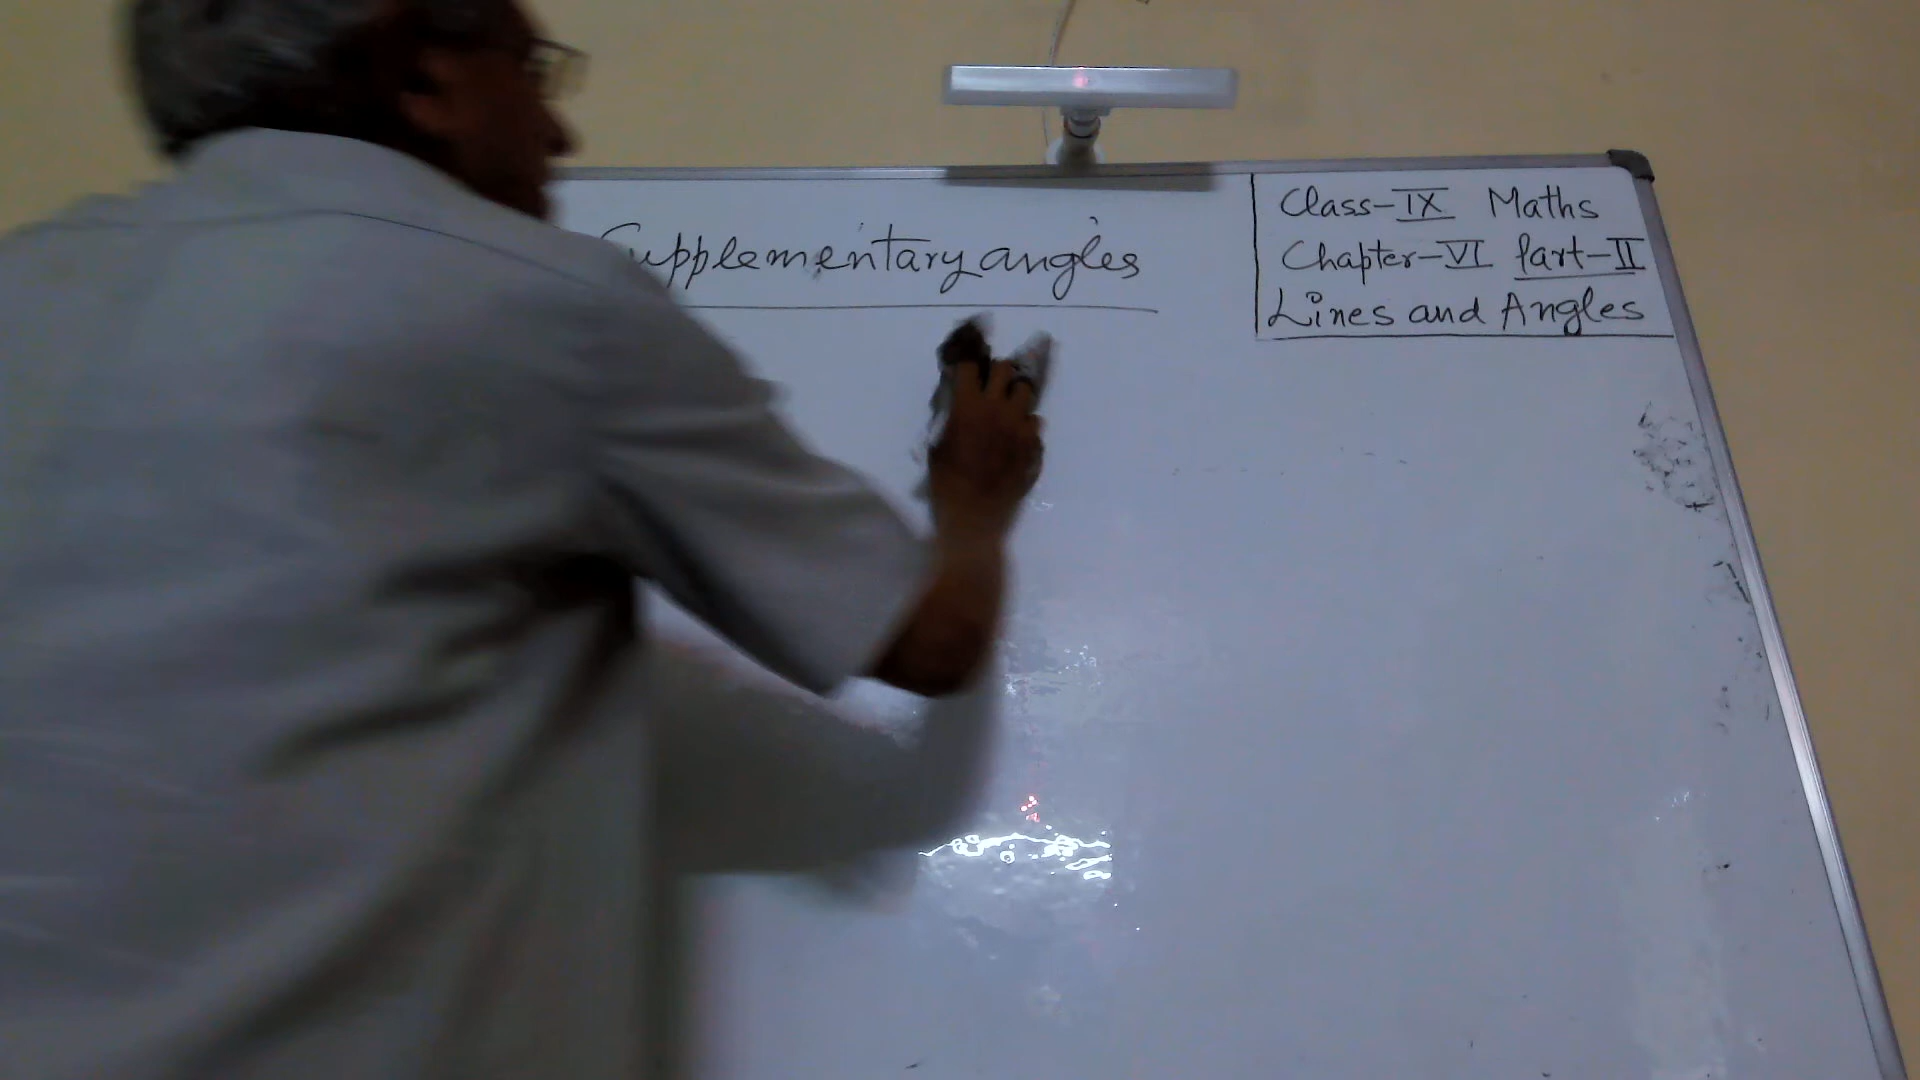 Supplementary angles
Class-IX Maths
Chapter-VI Part-II
Lines and Angles